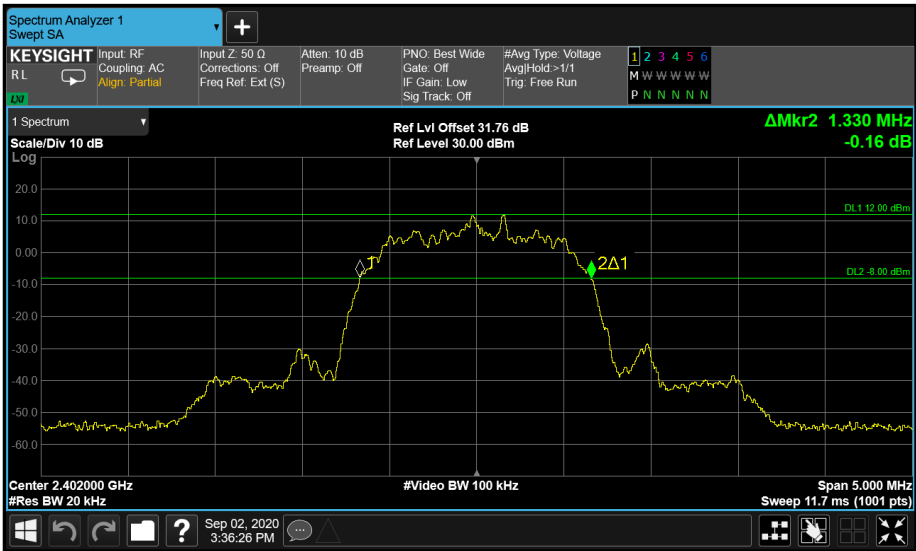 Spectrum Analyzer 1
Swept SA
+
KEYSIGHT Input: RF Input Z: 50 Ω Atten: 10 dB PNO: Best Wide #Avg Type: Voltage 1 2 3 4 5 6
R L Coupling: AC Corrections: Off Preamp: Off Gate: Off Avg|Hold:>1/1 M W W W W W
Align: Partial Freq Ref: Ext (S) IF Gain: Low Trig: Free Run
LXI Sig Track: Off P N N N N N
1 Spectrum Ref Lvl Offset 31.76 dB ΔMkr2 1.330 MHz
Scale/Div 10 dB Ref Level 30.00 dBm -0.16 dB
Log
20.0
DL1 12.00 dBm
10.0
0.00
1 2Δ1
DL2 -8.00 dBm
-10.0
-20.0
-30.0
-40.0
-50.0
-60.0
Center 2.402000 GHz #Video BW 100 kHz Span 5.000 MHz
#Res BW 20 kHz Sweep 11.7 ms (1001 pts)
? Sep 02, 2020
3:36:26 PM